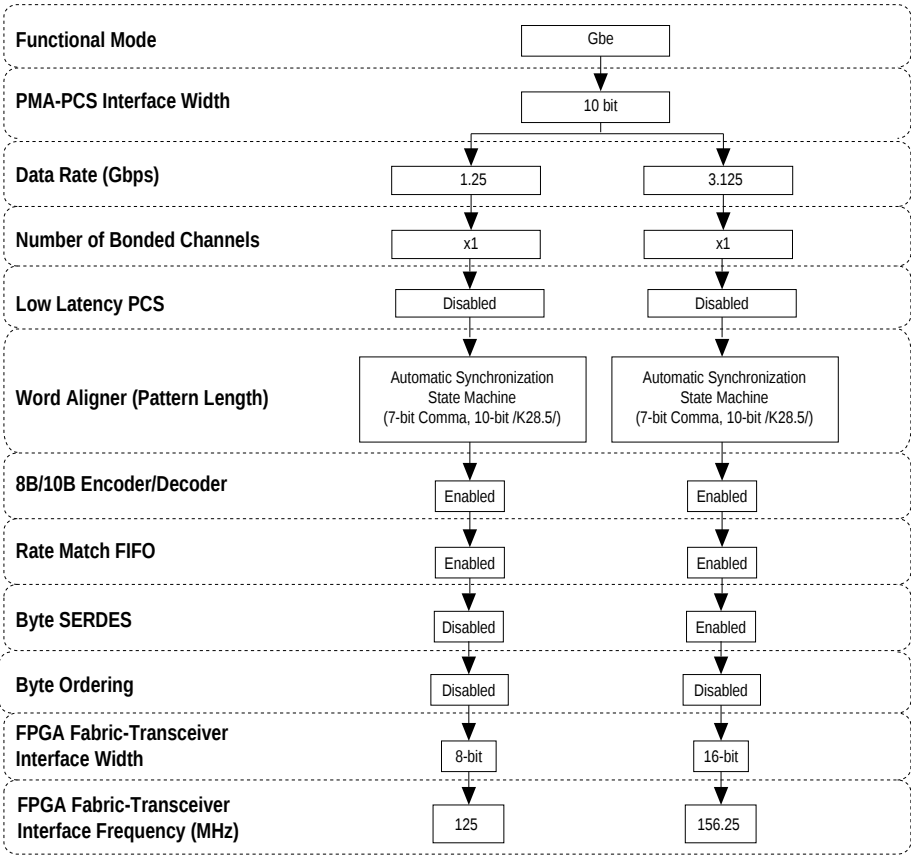 Functional Mode
Gbe
PMA-PCS Interface Width
10 bit
Data Rate (Gbps)
1.25
3.125
Number of Bonded Channels
x1
x1
Low Latency PCS
Disabled
Disabled
Word Aligner (Pattern Length)
Automatic Synchronization
State Machine
(7-bit Comma, 10-bit /K28.5/)
Automatic Synchronization
State Machine
(7-bit Comma, 10-bit /K28.5/)
8B/10B Encoder/Decoder
Enabled
Enabled
Rate Match FIFO
Enabled
Enabled
Byte SERDES
Disabled
Enabled
Byte Ordering
Disabled
Disabled
FPGA Fabric-Transceiver
Interface Width
8-bit
16-bit
FPGA Fabric-Transceiver
Interface Frequency (MHz)
125
156.25